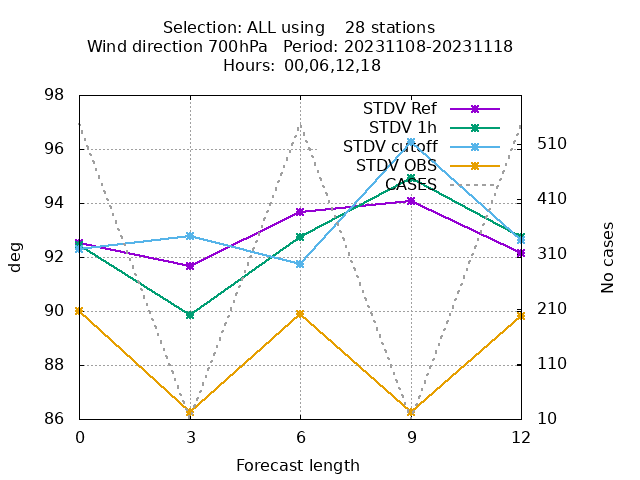 Selection: ALL using    28 stations
Wind direction 700hPa   Period: 20231108-20231118
Hours: 00,06,12,18
98
96
94
92
90
88
86
deg
STDV Ref
STDV 1h
STDV cutoff
STDV OBS
CASES
510
410
310
210
110
10
No cases
0 3 6 9 12
Forecast length